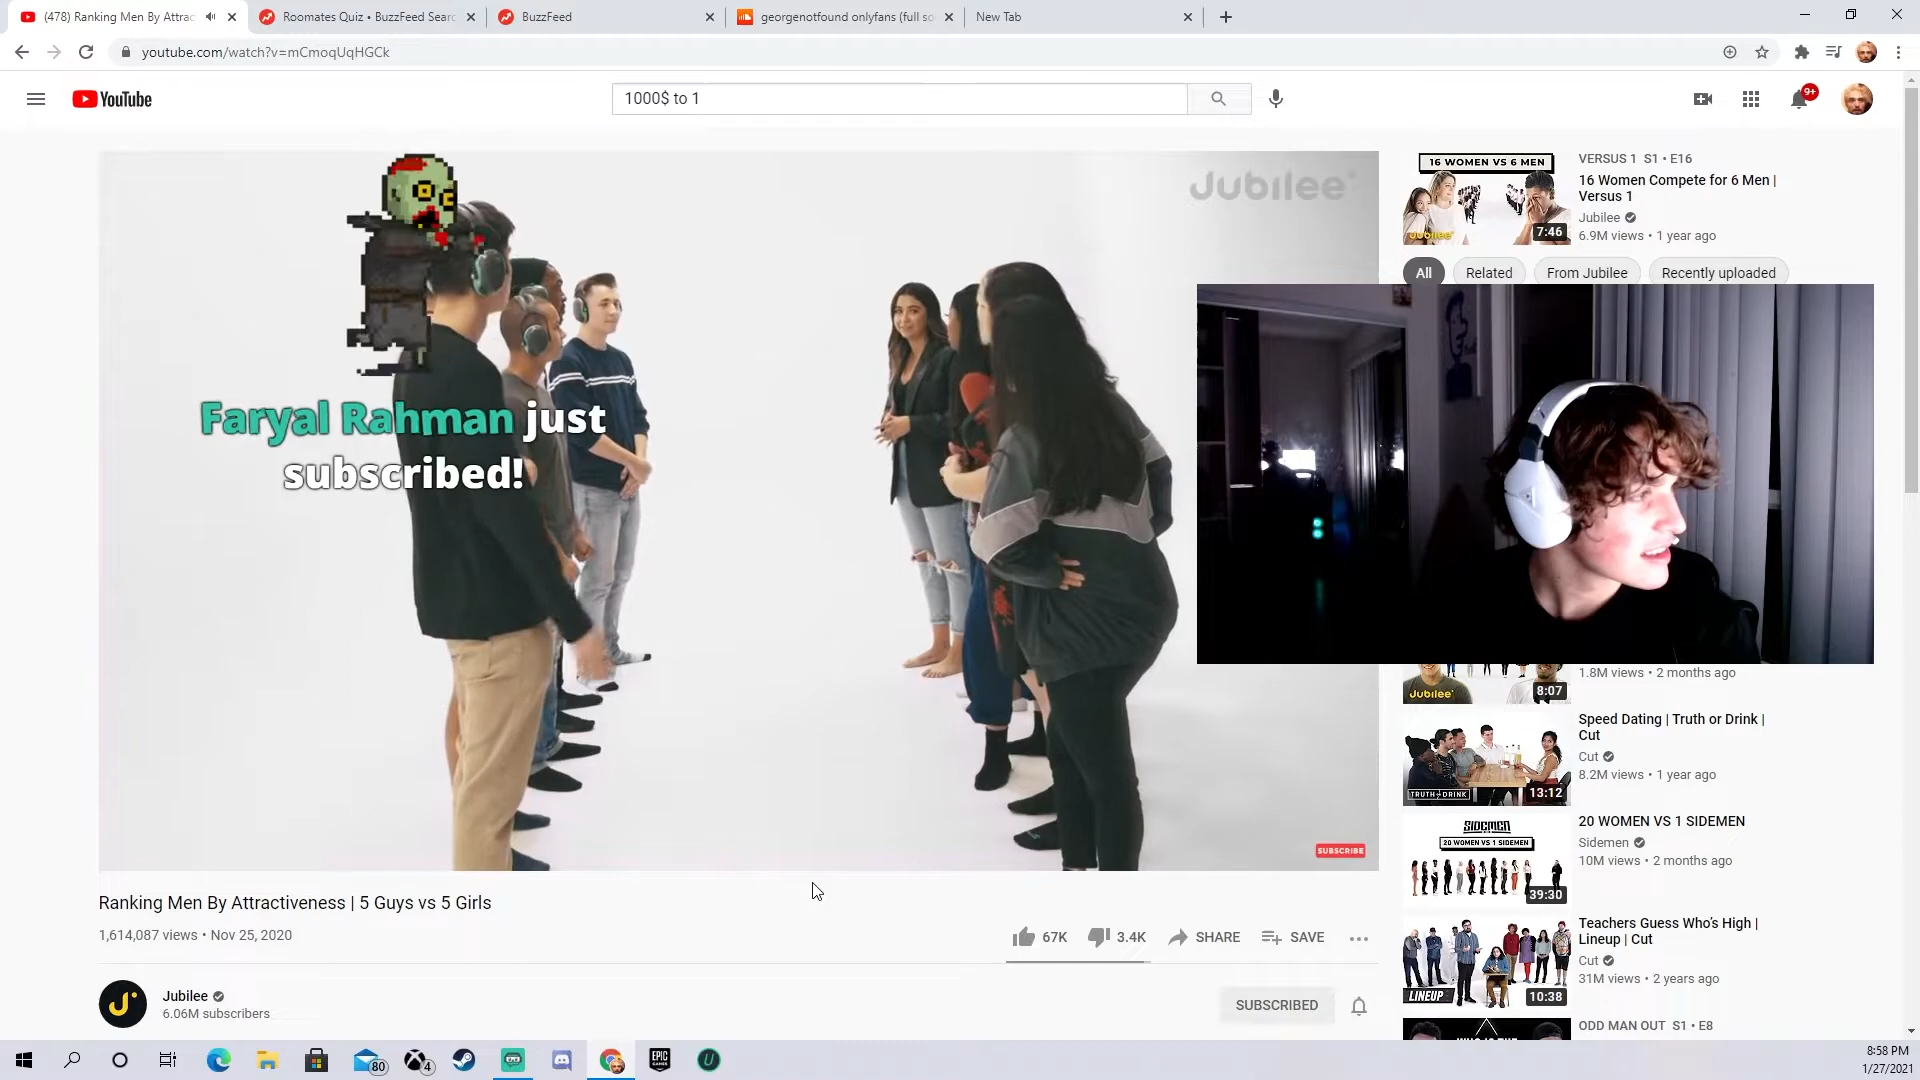 (478) Ranking Men By Attrac
Roomates Quiz • BuzzFeed Searc
BuzzFeed
georgenotfound onlyfans (full so
New Tab
youtube.com/watch?v=mCmoqUqHGCk
YouTube
1000$ to 1
9+
Jubilee
Faryal Rahman just
subscribed!
SUBSCRIBE
Ranking Men By Attractiveness | 5 Guys vs 5 Girls
1,614,087 views • Nov 25, 2020
67K
3.4K
SHARE
SAVE
Jubilee
6.06M subscribers
SUBSCRIBED
16 WOMEN VS 6 MEN
Jubilee
7:46
VERSUS 1 S1 • E16
16 Women Compete for 6 Men |
Versus 1
Jubilee
6.9M views • 1 year ago
All
Related
From Jubilee
Recently uploaded
Jubilee
8:07
1.8M views • 2 months ago
TRUTH OR DRINK
13:12
Speed Dating | Truth or Drink |
Cut
Cut
8.2M views • 1 year ago
SIDEMEN
20 WOMEN VS 1 SIDEMEN
39:30
20 WOMEN VS 1 SIDEMEN
Sidemen
10M views • 2 months ago
LINEUP
10:38
Teachers Guess Who's High |
Lineup | Cut
Cut
31M views • 2 years ago
ODD MAN OUT S1 • E8
80
4
EPIC
GAMES
8:58 PM
1/27/2021